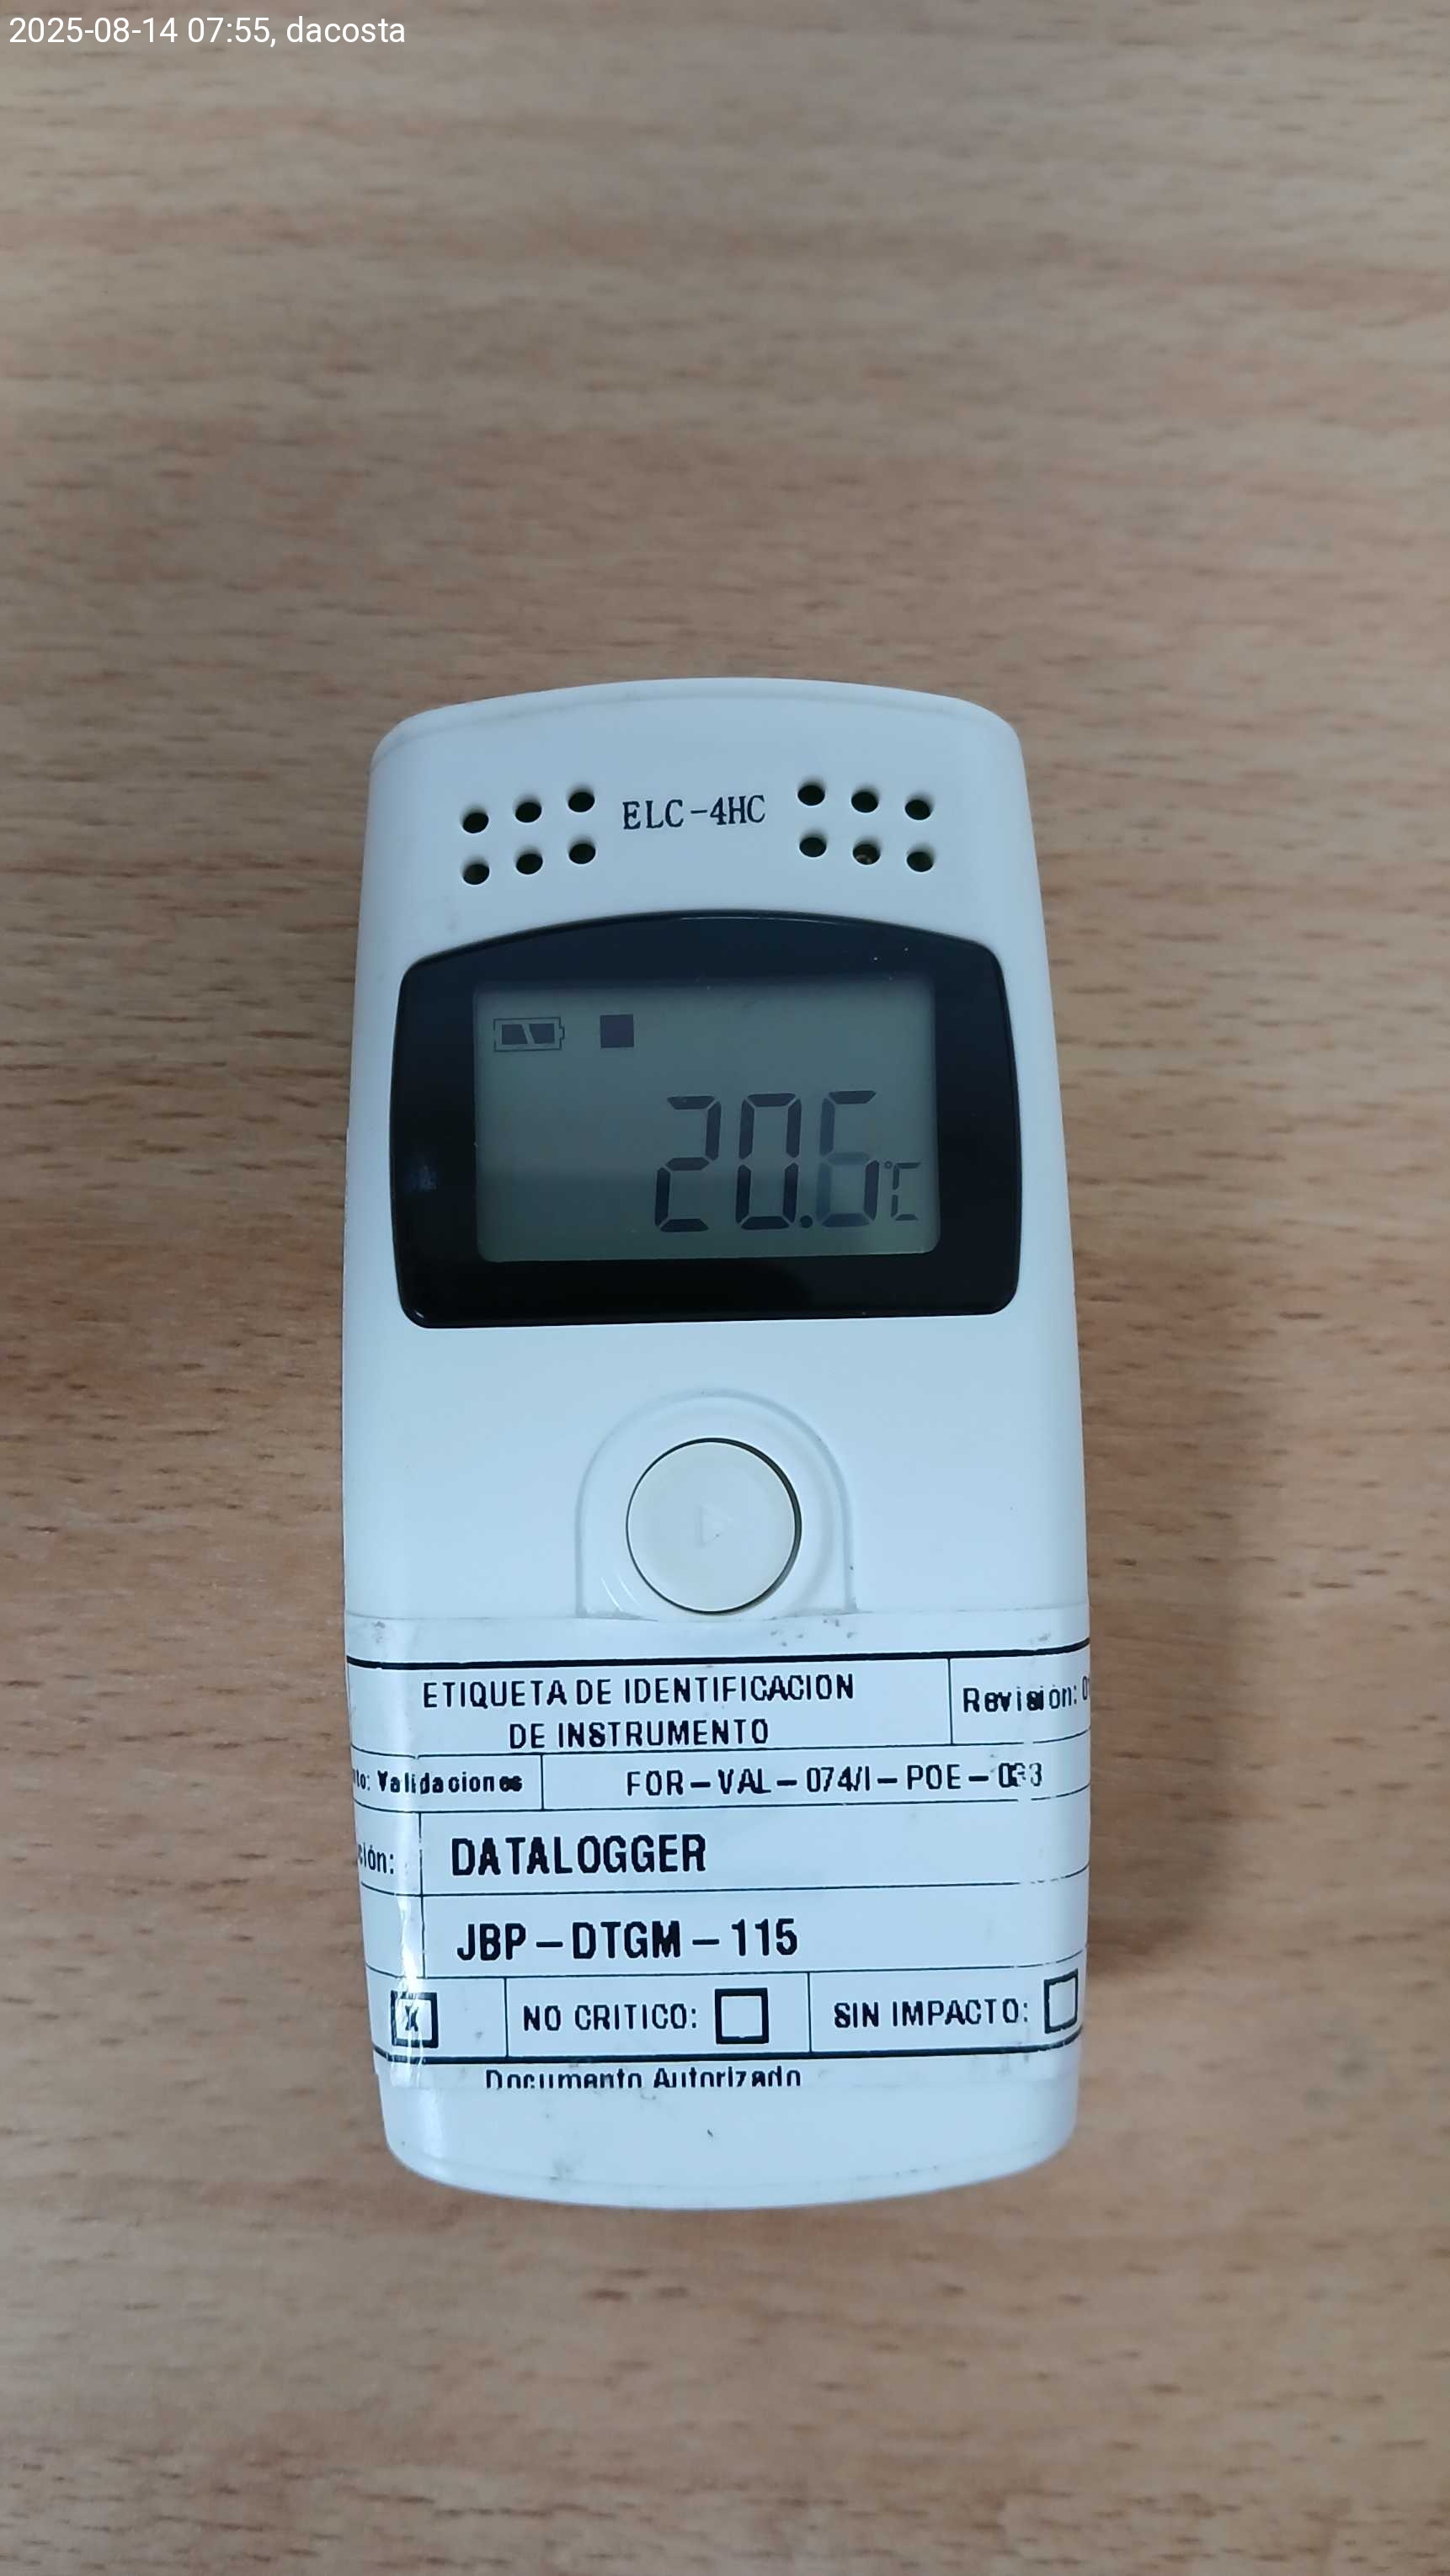 2025-08-14 07:55, dacosta
ELC-4HC
20.6°C
ETIQUETA DE IDENTIFICACION
DE INSTRUMENTO
Revisión:
Validaciones
FOR-VAL-074/I-POE-
DATALOGGER
JBP-DTGM-115
X NO CRITICO: SIN IMPACTO:
Documento Autorizado